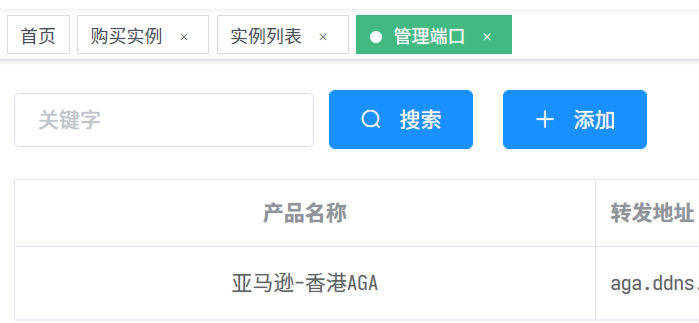 首页 购买实例 × 实例列表 × 管理端口 ×
关键字 搜索 添加
产品名称 转发地址
亚马逊-香港AGA aga.ddns.